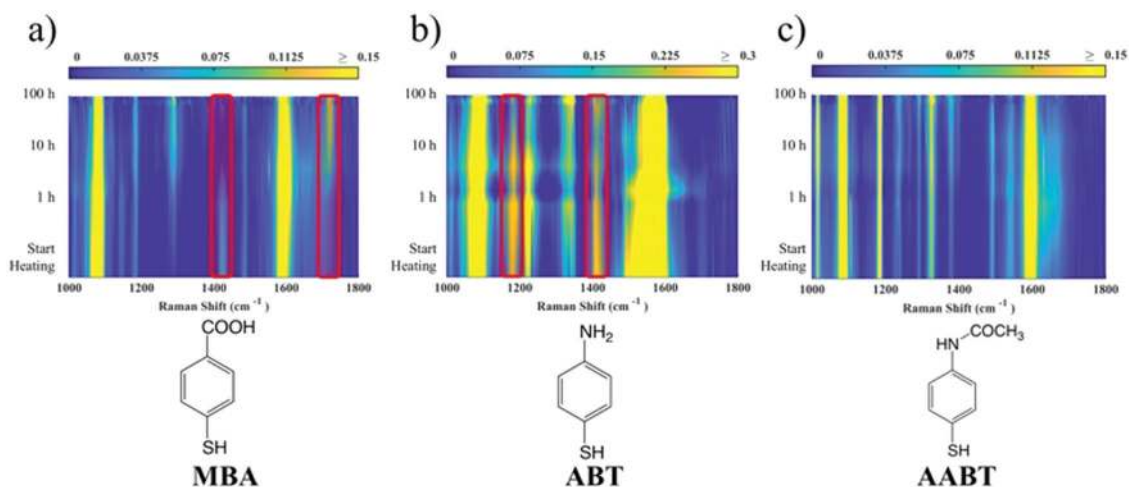 a)
0 0.0375 0.075 0.1125 ≥ 0.15
100 h
10 h
1 h
Start
Heating
1000 1200 1400 1600 1800
Raman Shift (cm⁻¹)
COOH
SH
MBA
b)
0 0.075 0.15 0.225 ≥ 0.3
100 h
10 h
1 h
Start
Heating
1000 1200 1400 1600 1800
Raman Shift (cm⁻¹)
NH₂
SH
ABT
c)
0 0.0375 0.075 0.1125 ≥ 0.15
100 h
10 h
1 h
Start
Heating
1000 1200 1400 1600 1800
Raman Shift (cm⁻¹)
HN COCH₃
SH
AABT